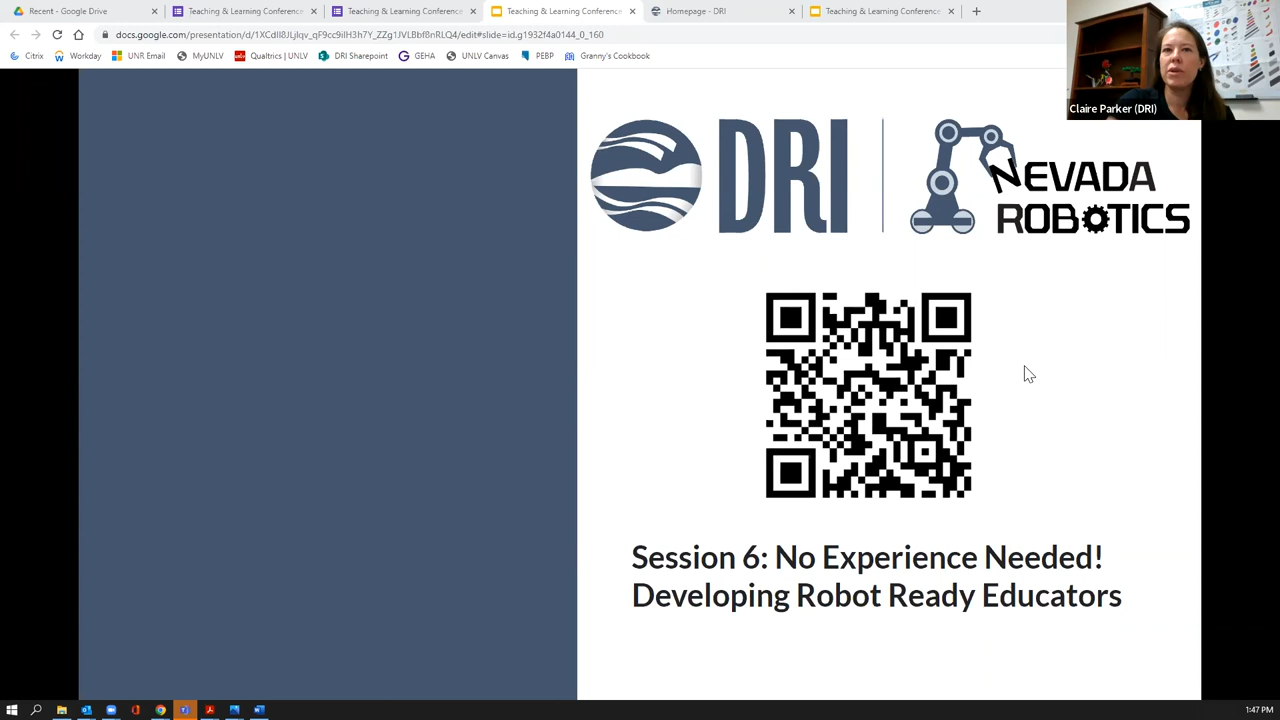 Recent - Google Drive
Teaching & Learning Conference
Teaching & Learning Conference
Teaching & Learning Conference
Homepage - DRI
Teaching & Learning Conference
docs.google.com/presentation/d/1XCdII8JLjlqv_qF9cc9iIH3h7Y_ZZg1JVLBbf8nRLQ4/edit#slide=id.g1932f4a0144_0_160
Citrix
Workday
UNR Email
MyUNLV
Qualtrics | UNLV
DRI Sharepoint
GEHA
UNLV Canvas
PEBP
Granny's Cookbook
Claire Parker (DRI)
DRI
NEVADA
ROBOTICS
Session 6: No Experience Needed!
Developing Robot Ready Educators
1:47 PM